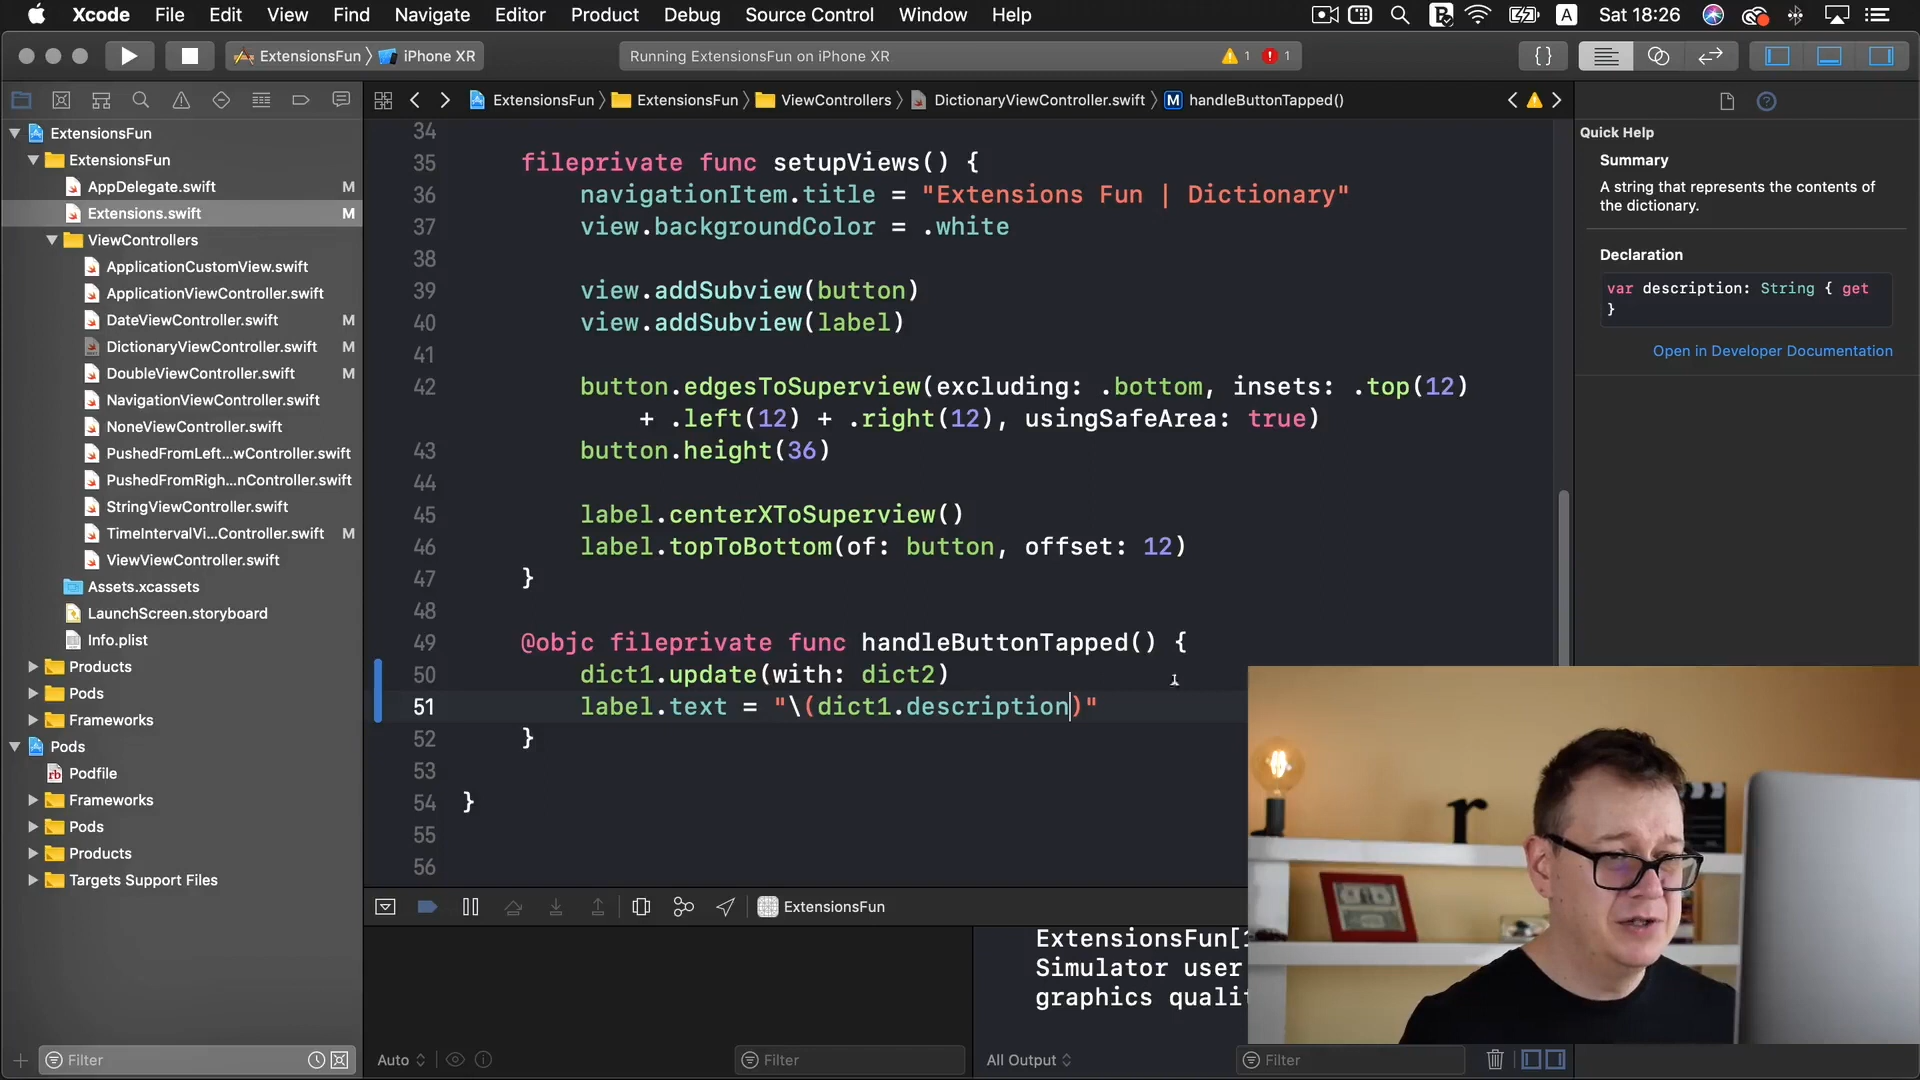 Xcode File Edit View Find Navigate Editor Product Debug Source Control Window Help A Sat 18:26
ExtensionsFun iPhone XR Running ExtensionsFun on iPhone XR 1 1 {}
ExtensionsFun ExtensionsFun ViewControllers DictionaryViewController.swift M handleButtonTapped()
ExtensionsFun
ExtensionsFun
AppDelegate.swift M
Extensions.swift M
ViewControllers
ApplicationCustomView.swift
ApplicationViewController.swift
DateViewController.swift M
DictionaryViewController.swift M
DoubleViewController.swift M
NavigationViewController.swift
NoneViewController.swift
PushedFromLeft...wController.swift
PushedFromRigh...nController.swift
StringViewController.swift
TimeIntervalVi...Controller.swift M
ViewViewController.swift
Assets.xcassets
LaunchScreen.storyboard
Info.plist
Products
Pods
Frameworks
Pods
rb Podfile
Frameworks
Pods
Products
Targets Support Files
Filter
34
35 fileprivate func setupViews() {
36 navigationItem.title = "Extensions Fun | Dictionary"
37 view.backgroundColor = .white
38
39 view.addSubview(button)
40 view.addSubview(label)
41
42 button.edgesToSuperview(excluding: .bottom, insets: .top(12)
+ .left(12) + .right(12), usingSafeArea: true)
43 button.height(36)
44
45 label.centerXToSuperview()
46 label.topToBottom(of: button, offset: 12)
47 }
48
49 @objc fileprivate func handleButtonTapped() {
50 dict1.update(with: dict2)
51 label.text = "\(dict1.description)"
52 }
53
54 }
55
56
Quick Help
Summary
A string that represents the contents of
the dictionary.
Declaration
var description: String { get
}
Open in Developer Documentation
ExtensionsFun
Auto Filter
ExtensionsFun[
Simulator user
graphics
All Output Filter
r